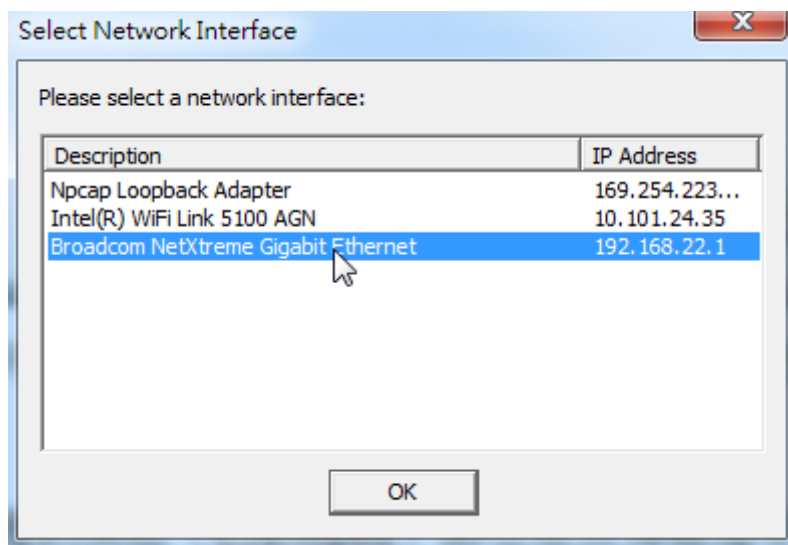 Select Network Interface
Please select a network interface:
Description IP Address
Npcap Loopback Adapter 169.254.223...
Intel(R) WiFi Link 5100 AGN 10.101.24.35
Broadcom NetXtreme Gigabit Ethernet 192.168.22.1
OK